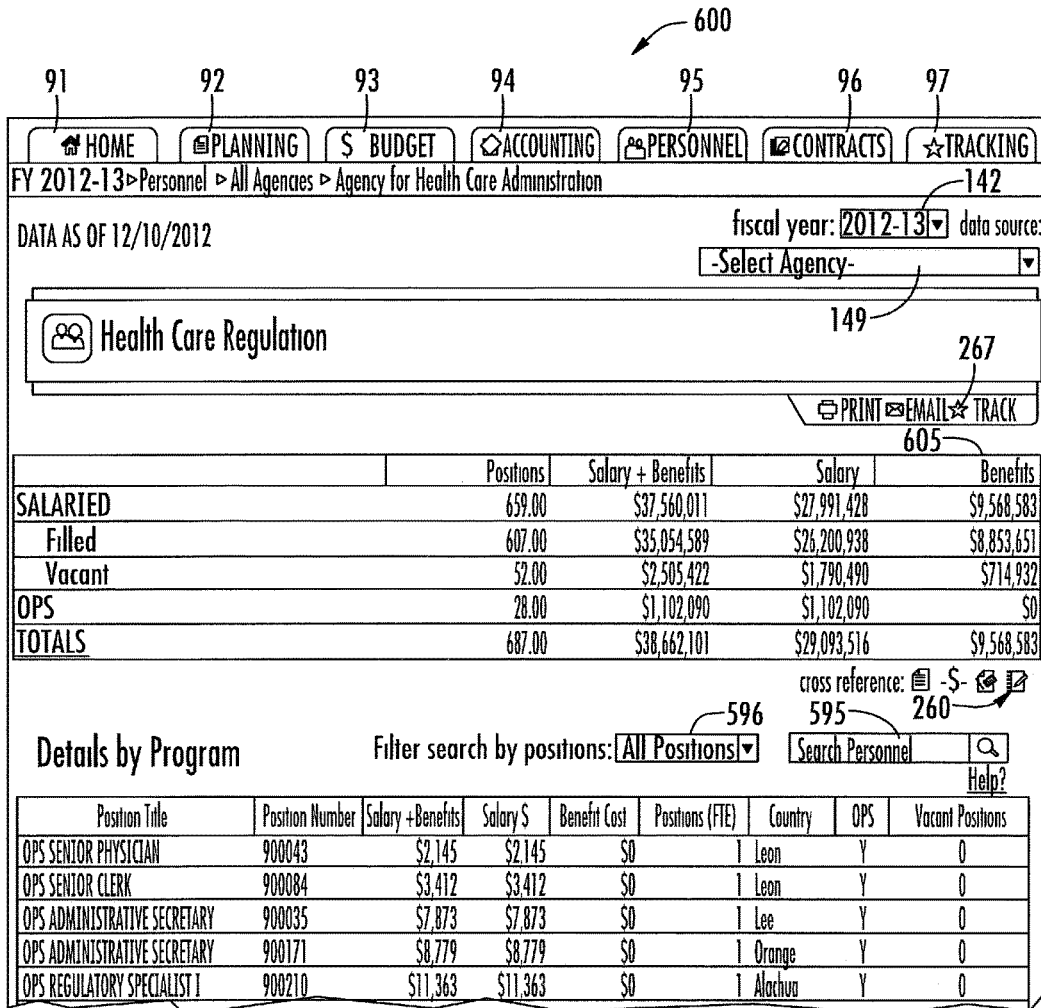 600
91 92 93 94 95 96 97
HOME PLANNING $ BUDGET ACCOUNTING PERSONNEL CONTRACTS TRACKING
FY 2012-13▹Personnel ▹All Agencies ▹ Agency for Health Care Administration
142
DATA AS OF 12/10/2012 fiscal year: 2012-13 data source:
-Select Agency-
149
Health Care Regulation
267
PRINT EMAIL TRACK
605
Positions Salary + Benefits Salary Benefits
SALARIED 659.00 $37,560,011 $27,991,428 $9,568,583
Filled 607.00 $35,054,589 $26,200,938 $8,853,651
Vacant 52.00 $2,505,422 $1,790,490 $714,932
OPS 28.00 $1,102,090 $1,102,090 $0
TOTALS 687.00 $38,662,101 $29,093,516 $9,568,583
cross reference: -$-
596 595 260
Details by Program Filter search by positions: All Positions Search Personnel
Help?
Position Title Position Number Salary +Benefits Salary $ Benefit Cost Positions (FTE) Country OPS Vacant Positions
OPS SENIOR PHYSICIAN 900043 $2,145 $2,145 $0 1 Leon Y 0
OPS SENIOR CLERK 900084 $3,412 $3,412 $0 1 Leon Y 0
OPS ADMINISTRATIVE SECRETARY 900035 $7,873 $7,873 $0 1 Lee Y 0
OPS ADMINISTRATIVE SECRETARY 900171 $8,779 $8,779 $0 1 Orange Y 0
OPS REGULATORY SPECIALIST I 900210 $11,363 $11,363 $0 1 Alachua Y 0